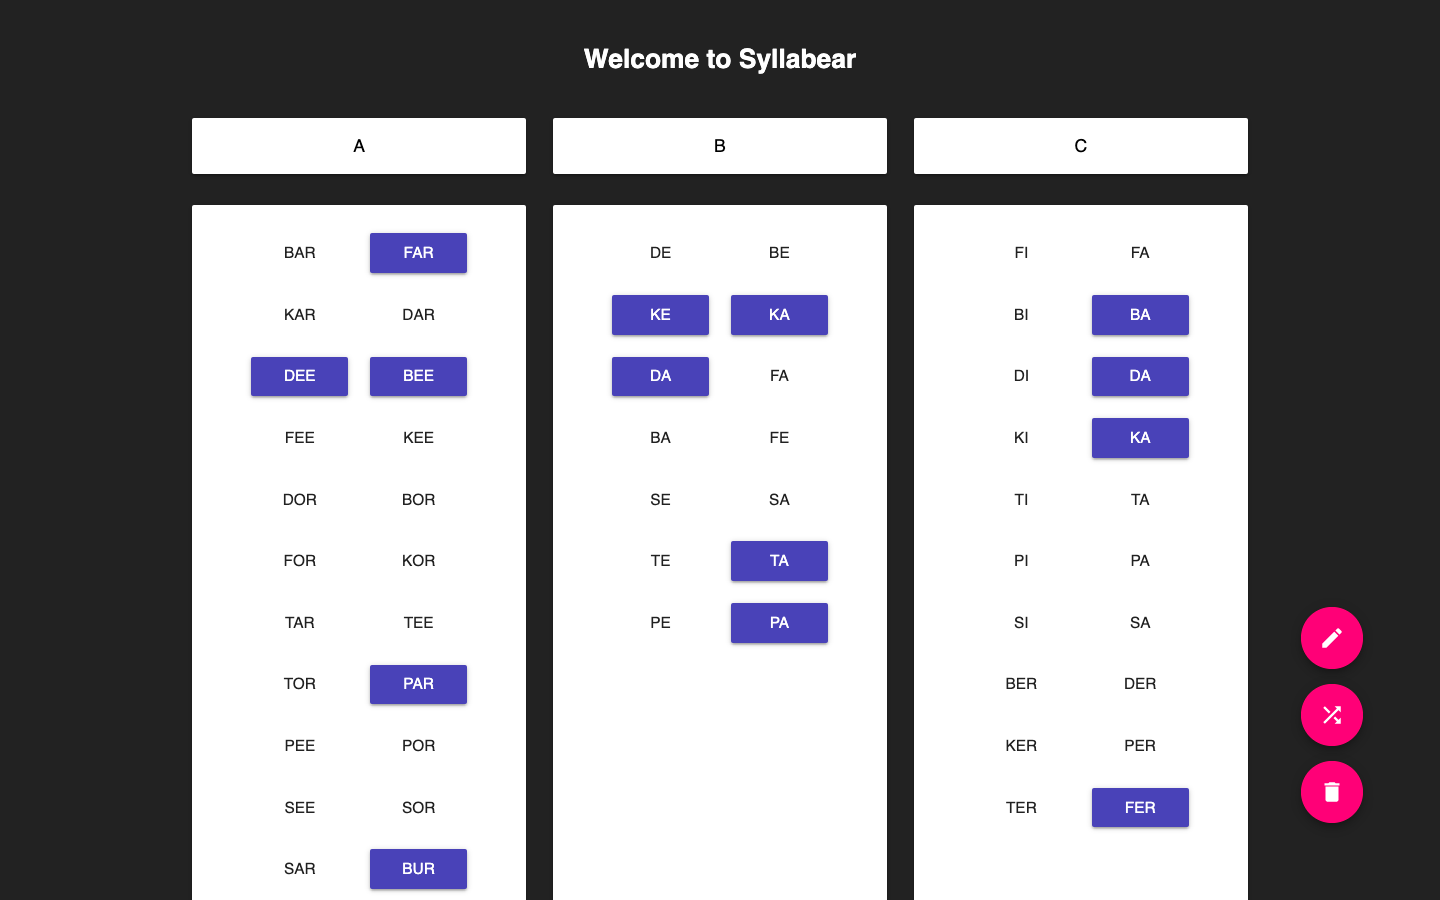 Welcome to Syllabear
A B C
BAR FAR DE BE FI FA
KAR DAR KE KA BI BA
DEE BEE DA FA DI DA
FEE KEE BA FE KI KA
DOR BOR SE SA TI TA
FOR KOR TE TA PI PA
TAR TEE PE PA SI SA
TOR PAR BER DER
PEE POR KER PER
SEE SOR TER FER
SAR BUR